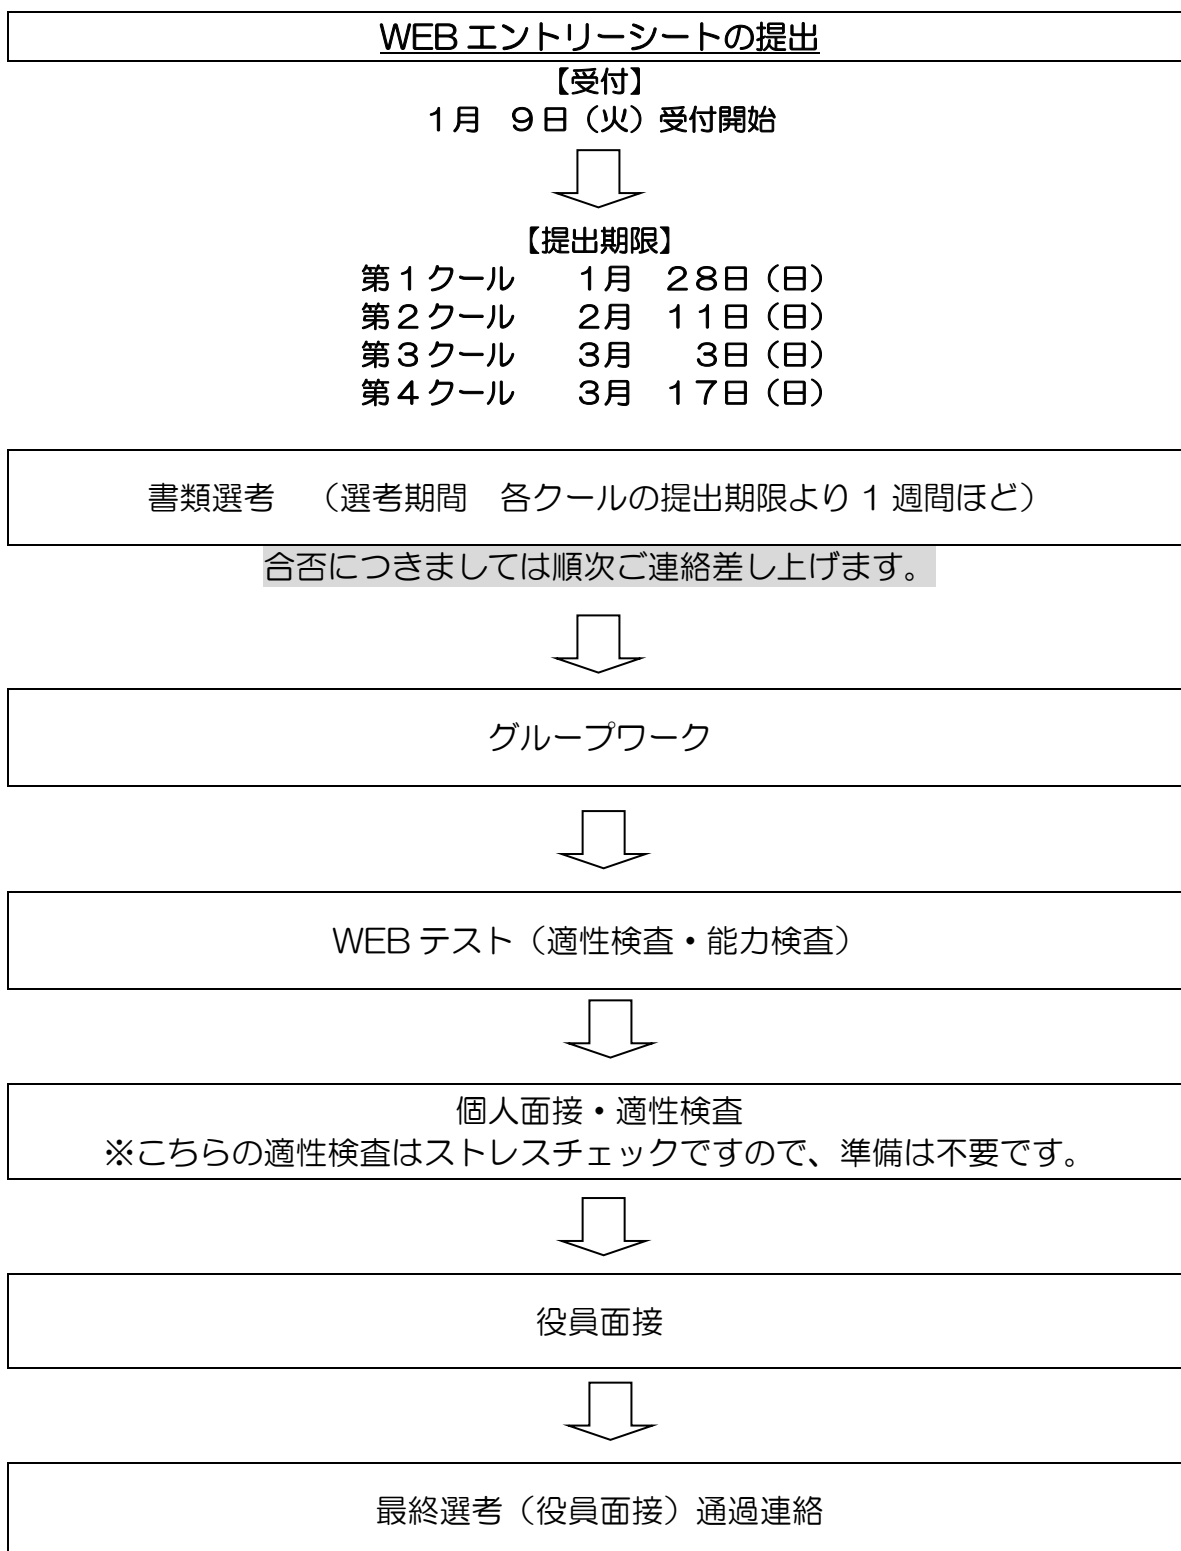 WEBエントリーシートの提出
【受付】
1月　9日（火）受付開始
【提出期限】
第1クール　　1月　28日（日）
第2クール　　2月　11日（日）
第3クール　　3月　　3日（日）
第4クール　　3月　17日（日）
書類選考　（選考期間　各クールの提出期限より1週間ほど）
合否につきましては順次ご連絡差し上げます。
グループワーク
WEBテスト（適性検査・能力検査）
個人面接・適性検査
※こちらの適性検査はストレスチェックですので、準備は不要です。
役員面接
最終選考（役員面接）通過連絡